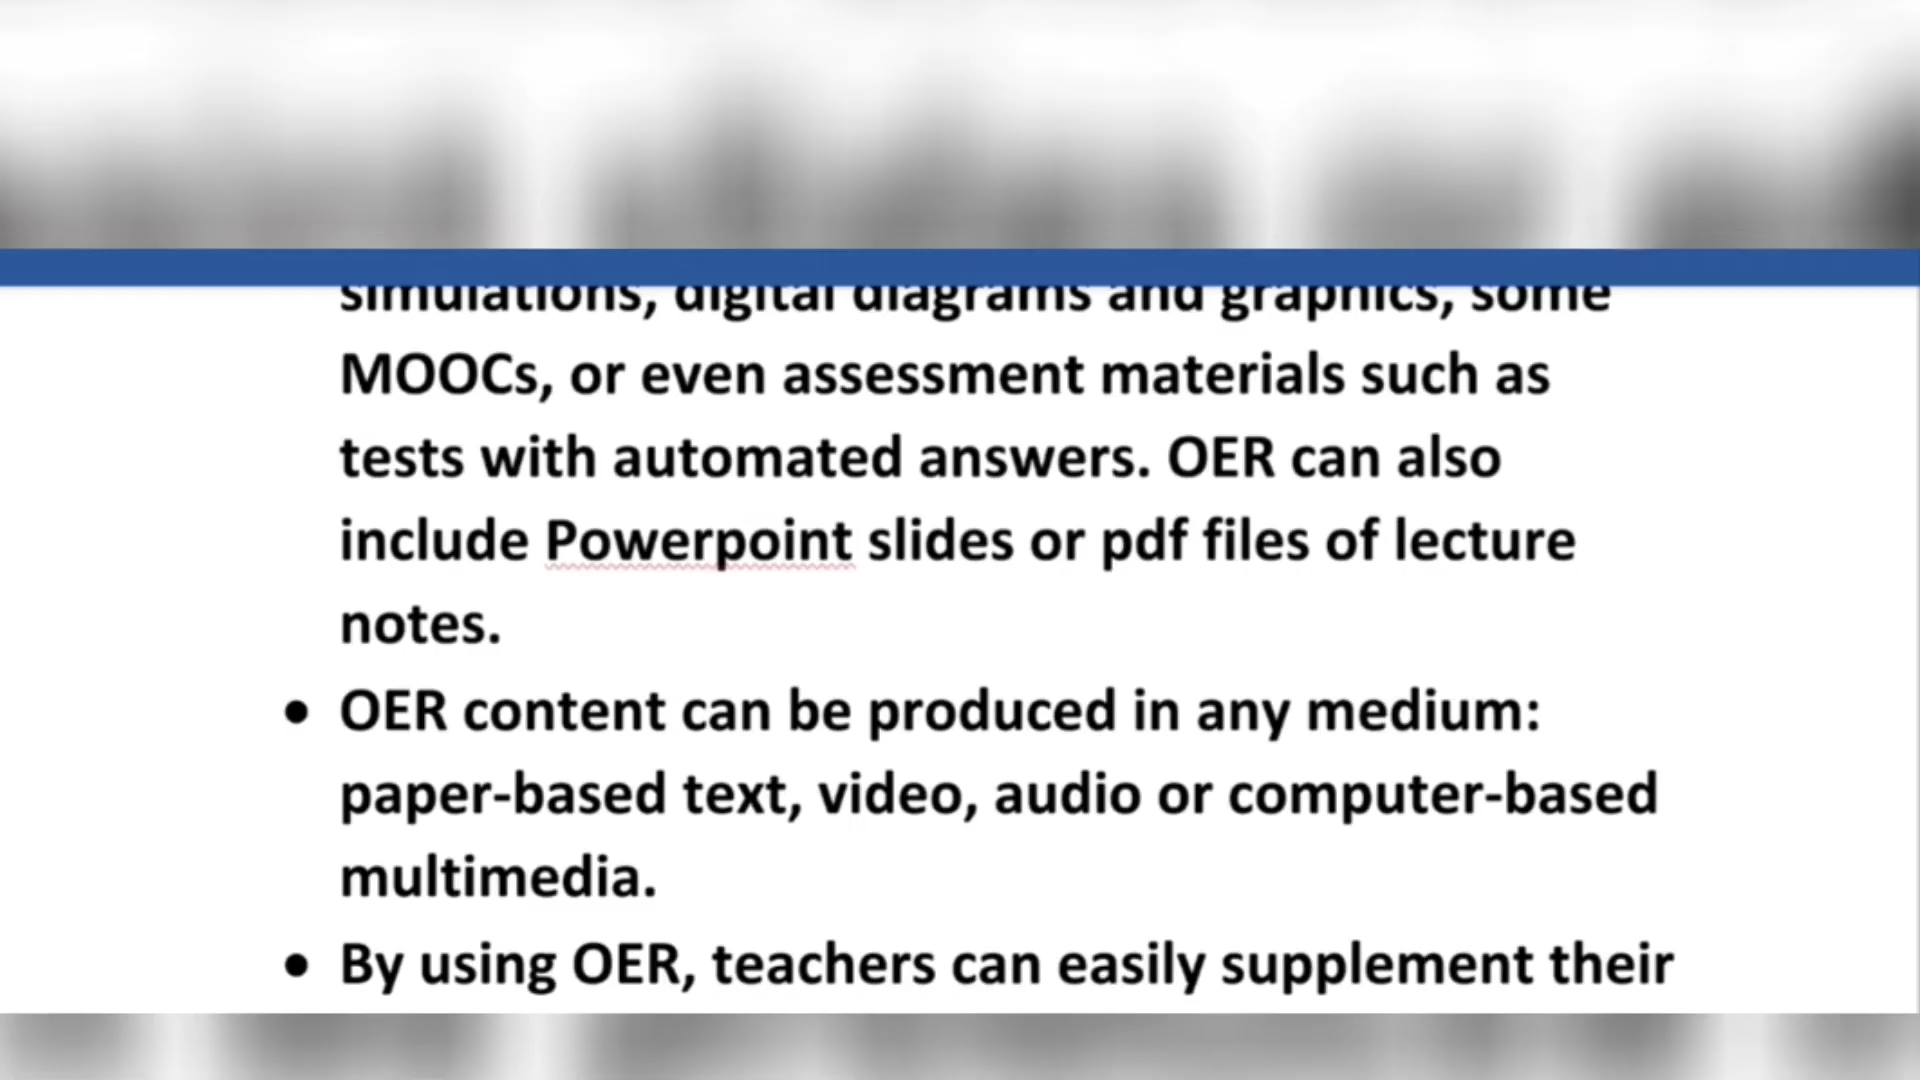 simulations, digital diagrams and graphics, some
MOOCs, or even assessment materials such as
tests with automated answers. OER can also
include Powerpoint slides or pdf files of lecture
notes.
• OER content can be produced in any medium:
paper-based text, video, audio or computer-based
multimedia.
• By using OER, teachers can easily supplement their